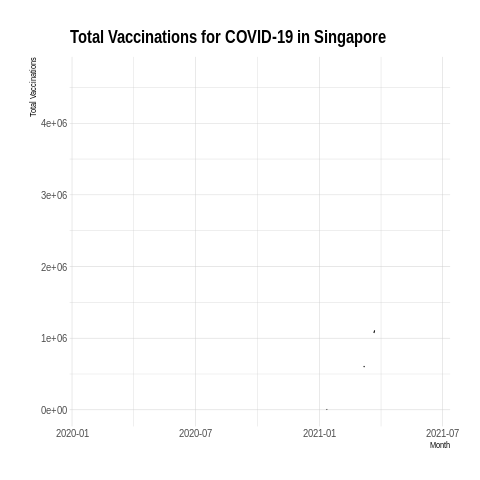 Total Vaccinations for COVID-19 in Singapore
Total Vaccinations
4e+06
3e+06
2e+06
1e+06
0e+00
2020-01 2020-07 2021-01 2021-07
Month